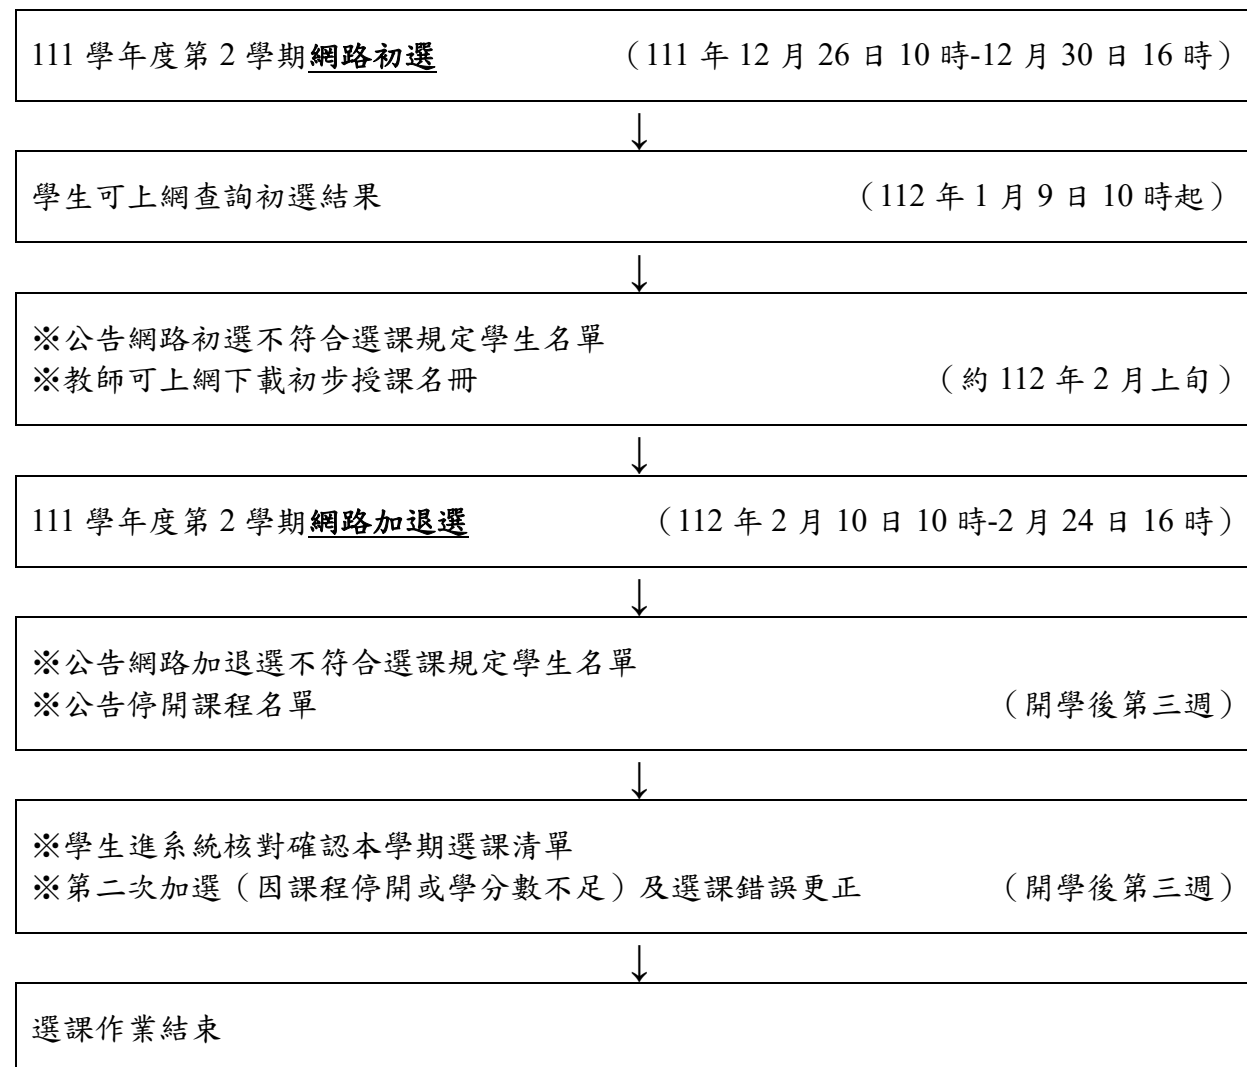 111 學年度第 2 學期網路初選 （111 年 12 月 26 日 10 時-12 月 30 日 16 時）
↓
學生可上網查詢初選結果 （112 年 1 月 9 日 10 時起）
↓
※公告網路初選不符合選課規定學生名單
※教師可上網下載初步授課名冊 （約 112 年 2 月上旬）
↓
111 學年度第 2 學期網路加退選 （112 年 2 月 10 日 10 時-2 月 24 日 16 時）
↓
※公告網路加退選不符合選課規定學生名單
※公告停開課程名單 （開學後第三週）
↓
※學生進系統核對確認本學期選課清單
※第二次加選（因課程停開或學分數不足）及選課錯誤更正 （開學後第三週）
↓
選課作業結束